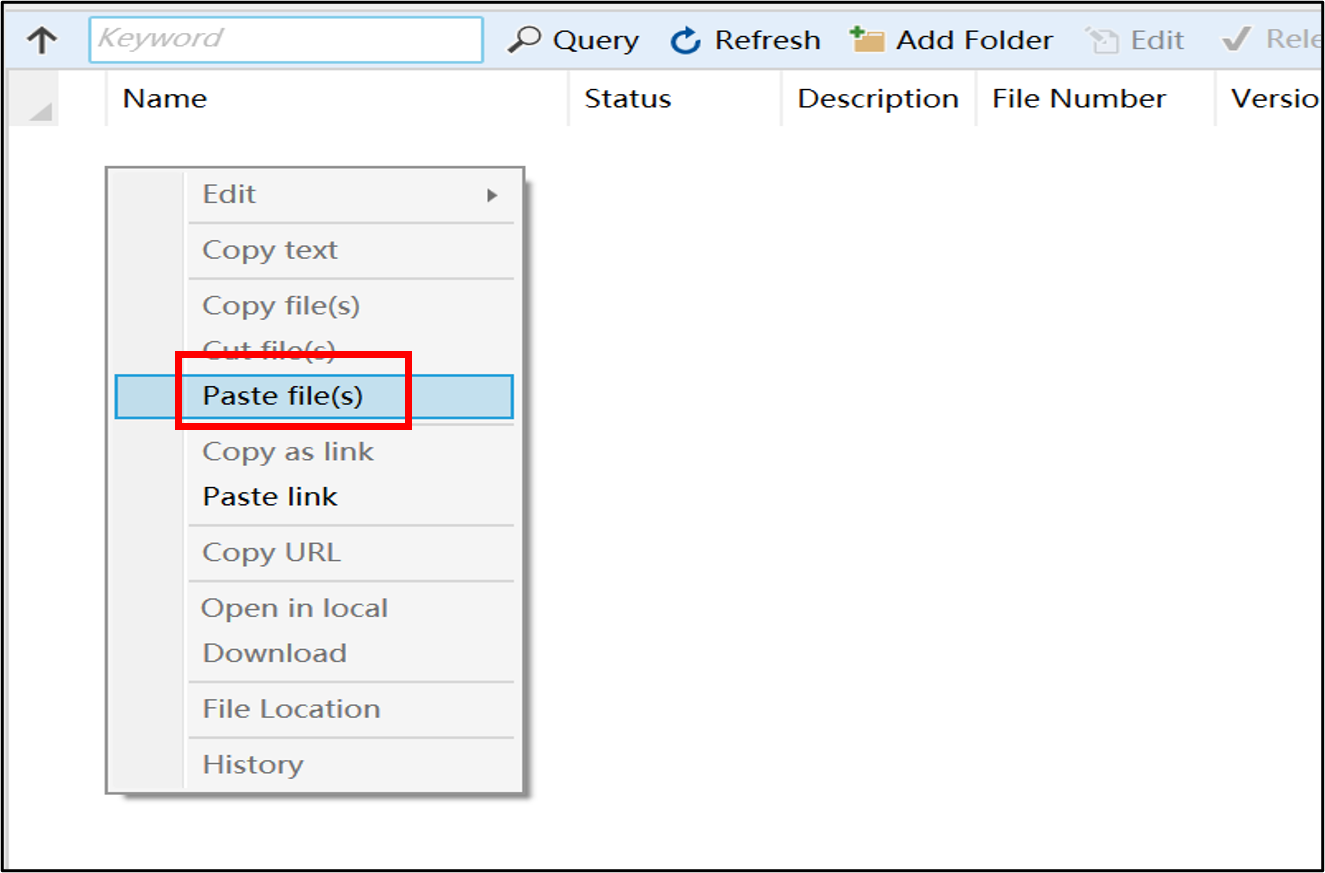 Keyword Query Refresh Add Folder Edit Rele
Name Status Description File Number Versio
Edit
Copy text
Copy file(s)
Cut file(s)
Paste file(s)
Copy as link
Paste link
Copy URL
Open in local
Download
File Location
History